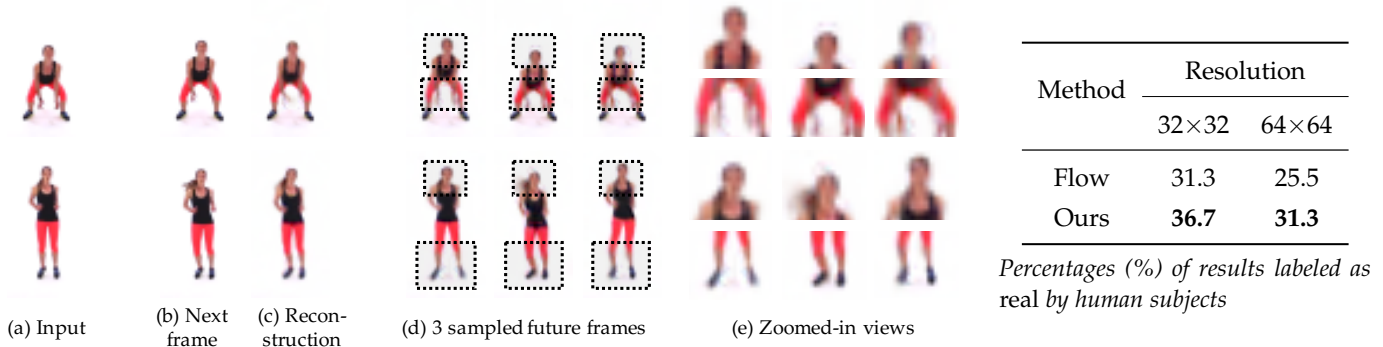 (a) Input
(b) Next
frame
(c) Recon-
struction
(d) 3 sampled future frames
(e) Zoomed-in views
Method
Resolution
32×32 64×64
Flow 31.3 25.5
Ours 36.7 31.3
Percentages (%) of results labeled as
real by human subjects